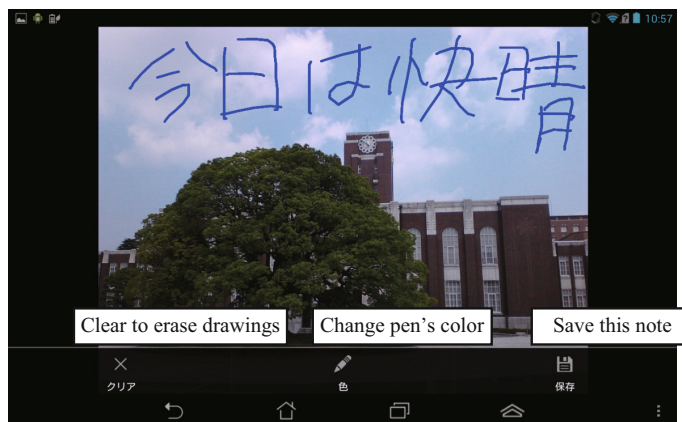 10:57
今日は快晴
Clear to erase drawings
Change pen's color
Save this note
クリア
色
保存